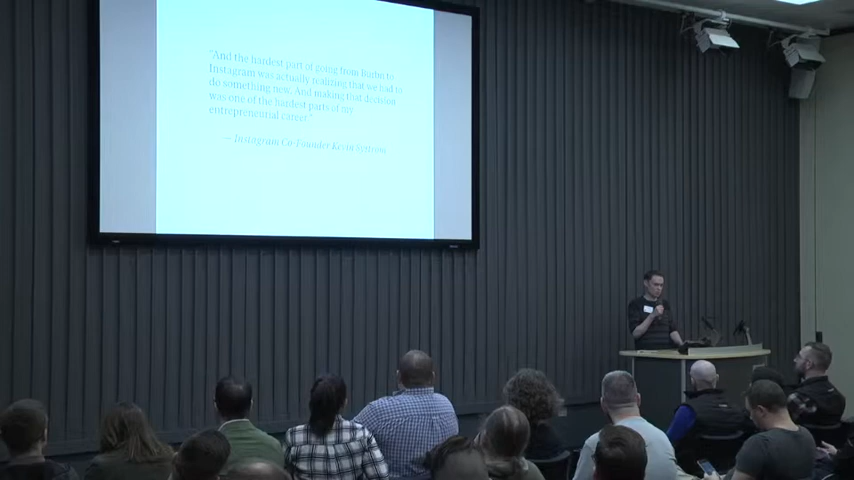 "And the hardest part of going from Burbn to
Instagram was actually realizing that we had to
do something new. And making that decision
was one of the hardest parts of my
entrepreneurial career."
— Instagram Co-Founder Kevin Systrom